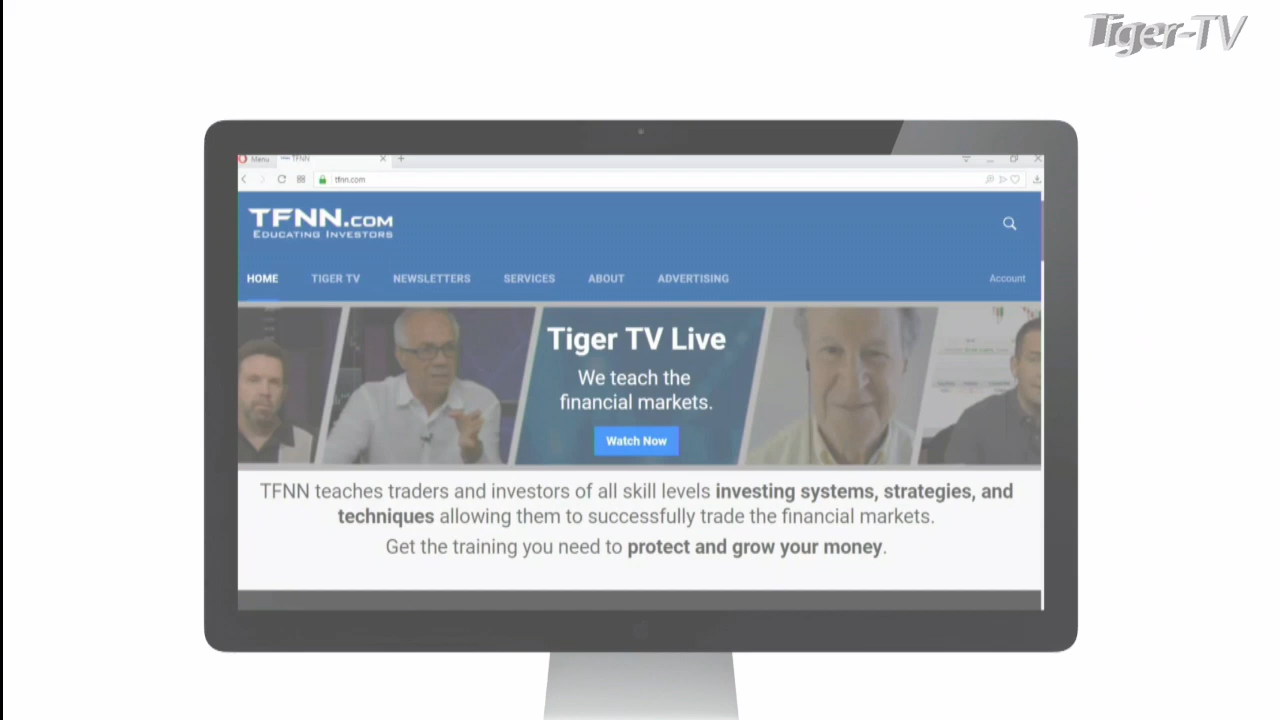 Tiger-TV
Menu
TFNN
tfnn.com
TFNN.COM
EDUCATING INVESTORS
HOME TIGER TV NEWSLETTERS SERVICES ABOUT ADVERTISING Account
Tiger TV Live
We teach the
financial markets.
Watch Now
TFNN teaches traders and investors of all skill levels investing systems, strategies, and
techniques allowing them to successfully trade the financial markets.
Get the training you need to protect and grow your money.